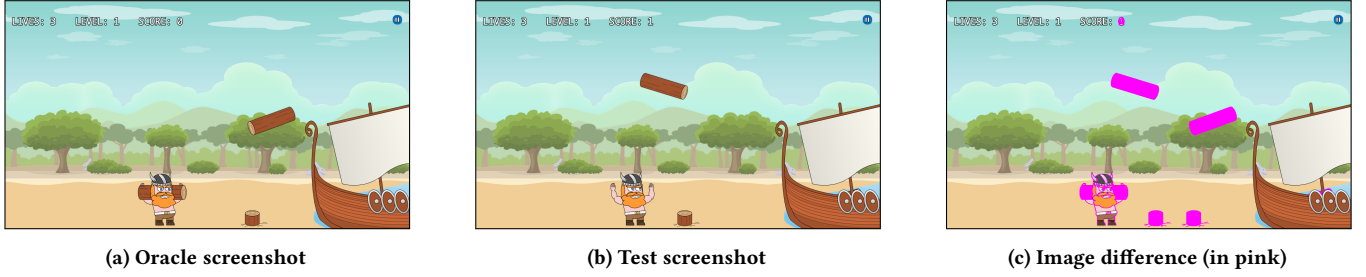 LIVES: 3 LEVEL: 1 SCORE: 0
LIVES: 3 LEVEL: 1 SCORE: 1
LIVES: 3 LEVEL: 1 SCORE:
(a) Oracle screenshot
(b) Test screenshot
(c) Image difference (in pink)